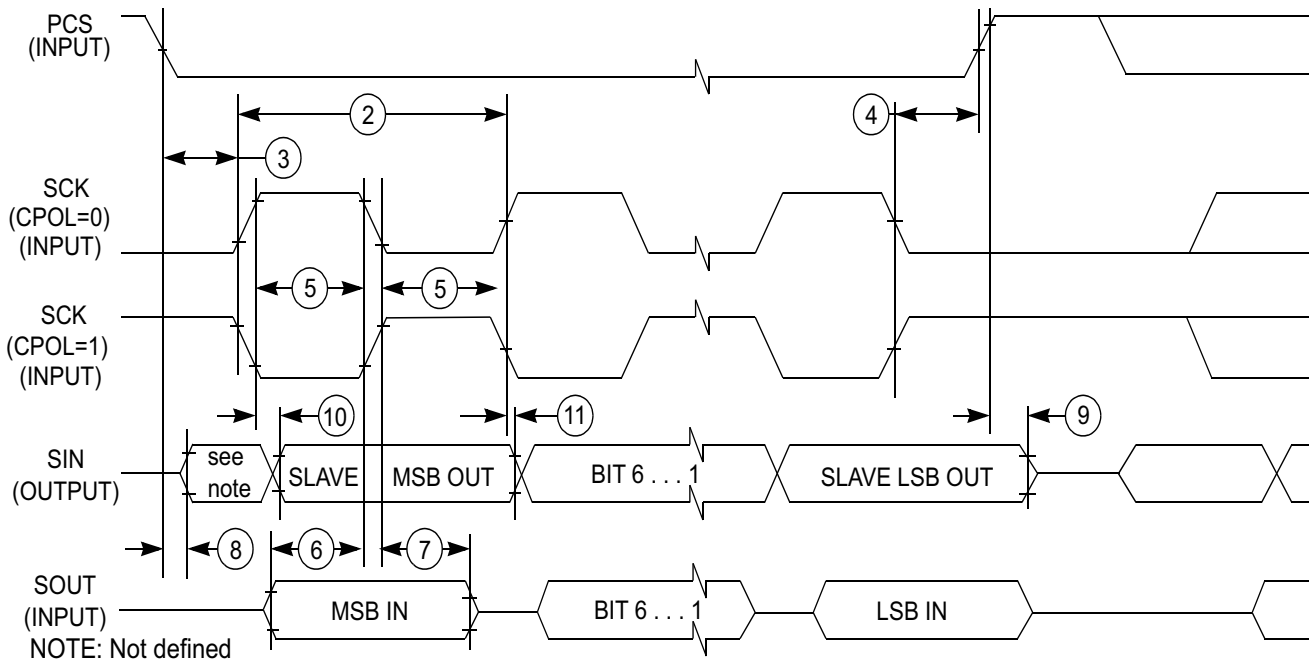 PCS
(INPUT)
2
4
3
SCK
(CPOL=0)
(INPUT)
5
5
SCK
(CPOL=1)
(INPUT)
10
11
9
SIN
(OUTPUT)
see
note
SLAVE
MSB OUT
BIT 6 . . . 1
SLAVE LSB OUT
8
6
7
SOUT
(INPUT)
MSB IN
BIT 6 . . . 1
LSB IN
NOTE: Not defined